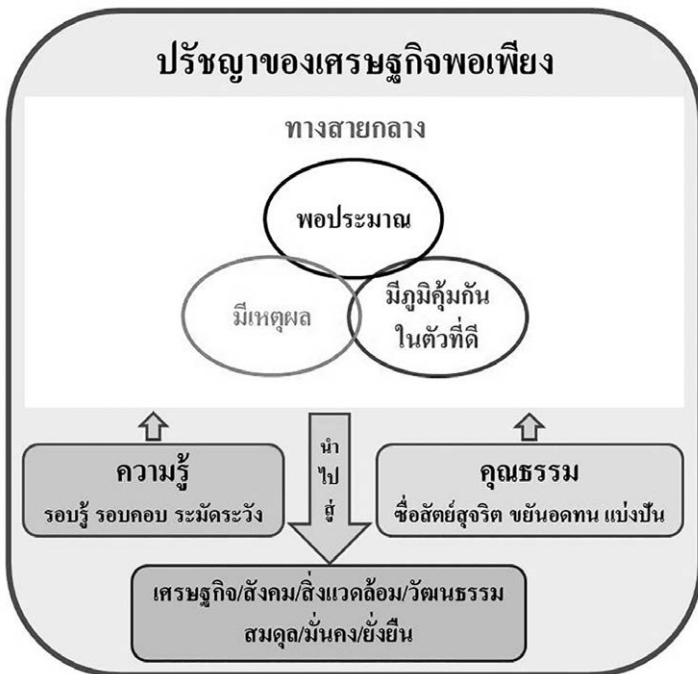 ปรัชญาของเศรษฐกิจพอเพียง
ทางสายกลาง
พอประมาณ
มีเหตุผล
มีภูมิคุ้มกัน
ในตัวที่ดี
ความรู้
รอบรู้ รอบคอบ ระมัดระวัง
นำ
ไป
สู่
คุณธรรม
ซื่อสัตย์สุจริต ขยันอดทน แบ่งปัน
เศรษฐกิจ/สังคม/สิ่งแวดล้อม/วัฒนธรรม
สมดุล/มั่นคง/ยั่งยืน